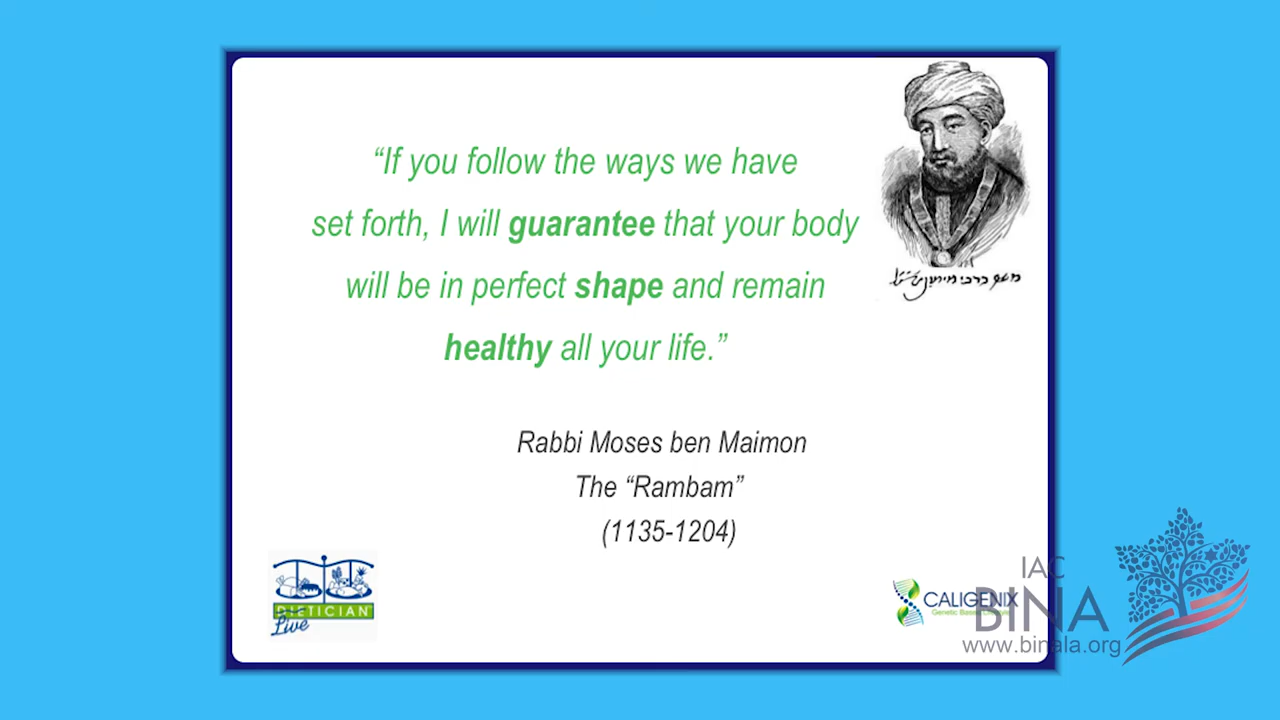 “If you follow the ways we have
set forth, I will guarantee that your body
will be in perfect shape and remain
healthy all your life.”
Rabbi Moses ben Maimon
The “Rambam”
(1135-1204)
DIETICIAN
Live
CALIGENIX
IAC
BINA
www.binala.org